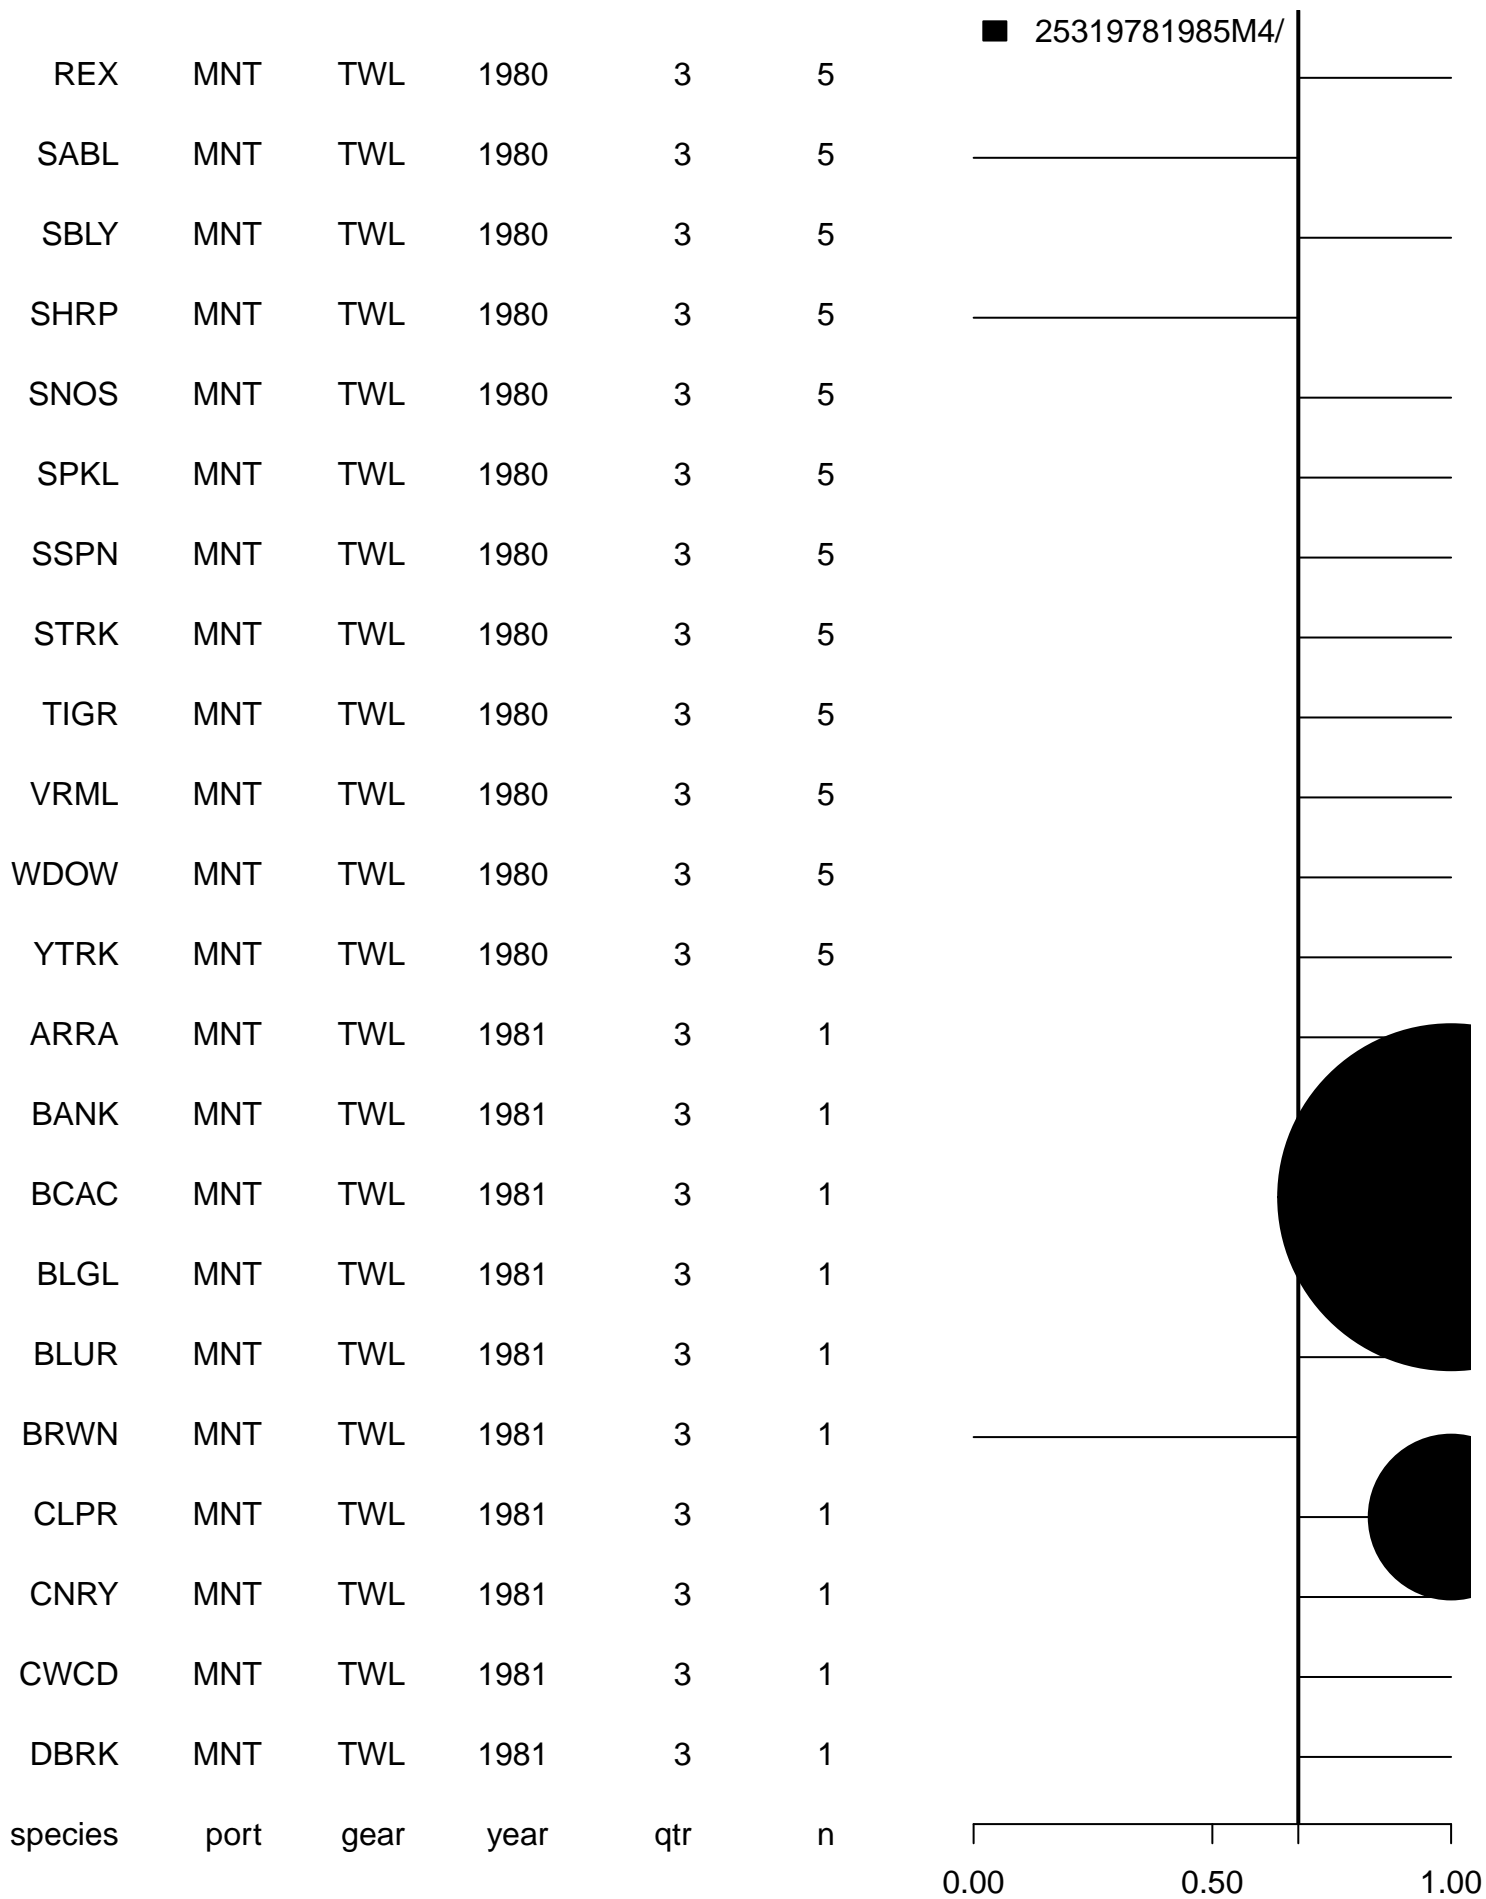 25319781985M4/
REX MNT TWL 1980 3 5
SABL MNT TWL 1980 3 5
SBLY MNT TWL 1980 3 5
SHRP MNT TWL 1980 3 5
SNOS MNT TWL 1980 3 5
SPKL MNT TWL 1980 3 5
SSPN MNT TWL 1980 3 5
STRK MNT TWL 1980 3 5
TIGR MNT TWL 1980 3 5
VRML MNT TWL 1980 3 5
WDOW MNT TWL 1980 3 5
YTRK MNT TWL 1980 3 5
ARRA MNT TWL 1981 3 1
BANK MNT TWL 1981 3 1
BCAC MNT TWL 1981 3 1
BLGL MNT TWL 1981 3 1
BLUR MNT TWL 1981 3 1
BRWN MNT TWL 1981 3 1
CLPR MNT TWL 1981 3 1
CNRY MNT TWL 1981 3 1
CWCD MNT TWL 1981 3 1
DBRK MNT TWL 1981 3 1
species port gear year qtr n
0.00 0.50 1.00